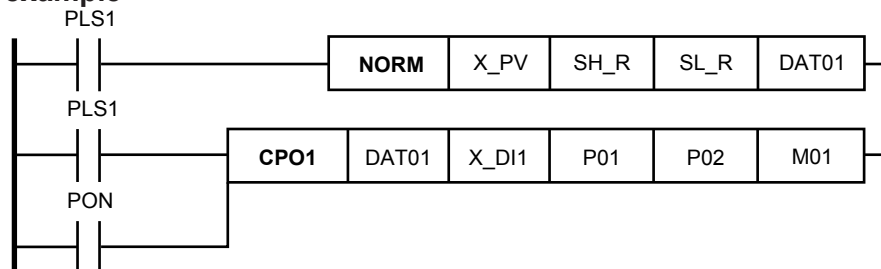 example
PLS1
NORM X_PV SH_R SL_R DAT01
PLS1
CPO1 DAT01 X_DI1 P01 P02 M01
PON